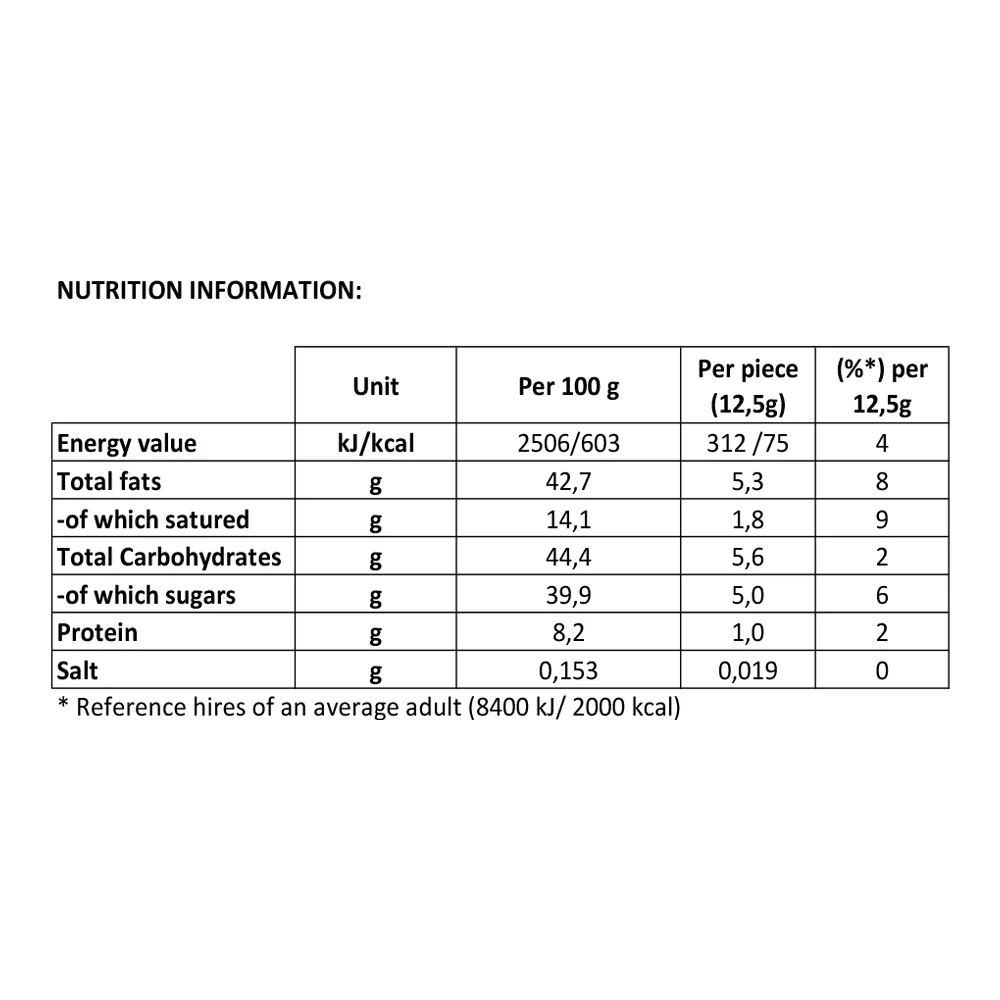 NUTRITION INFORMATION:
Unit Per 100 g Per piece (12,5g) (%*) per 12,5g
Energy value kJ/kcal 2506/603 312 /75 4
Total fats g 42,7 5,3 8
-of which satured g 14,1 1,8 9
Total Carbohydrates g 44,4 5,6 2
-of which sugars g 39,9 5,0 6
Protein g 8,2 1,0 2
Salt g 0,153 0,019 0
* Reference hires of an average adult (8400 kJ/ 2000 kcal)